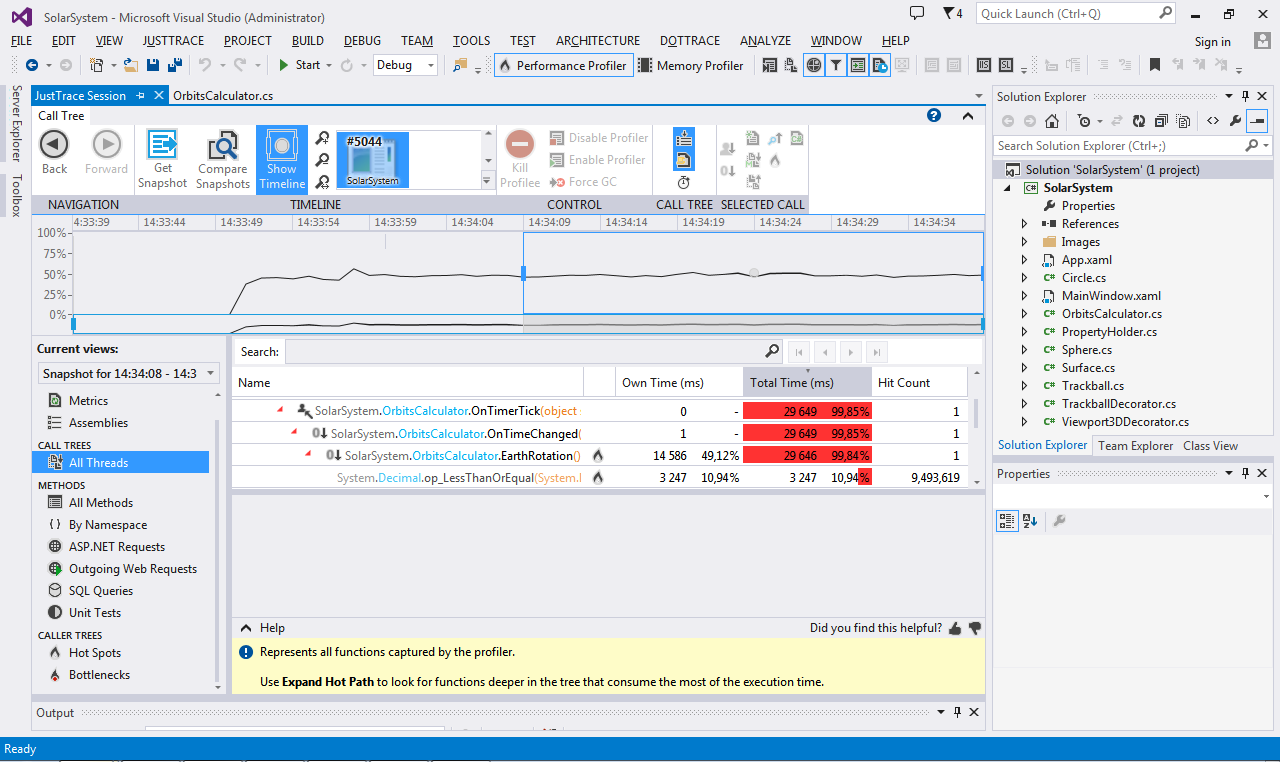 SolarSystem - Microsoft Visual Studio (Administrator)
4
Quick Launch (Ctrl+Q)
FILE EDIT VIEW JUSTTRACE PROJECT BUILD DEBUG TEAM TOOLS TEST ARCHITECTURE DOTTRACE ANALYZE WINDOW HELP
Sign in
Start Debug Performance Profiler Memory Profiler
Server Explorer
Toolbox
JustTrace Session OrbitsCalculator.cs
Call Tree
Back
Forward
Get Snapshot
Compare Snapshots
Show Timeline
#5044
SolarSystem
Kill Profilee
Disable Profiler
Enable Profiler
Force GC
NAVIGATION TIMELINE CONTROL CALL TREE SELECTED CALL
4:33:39 14:33:44 14:33:49 14:33:54 14:33:59 14:34:04 14:34:09 14:34:14 14:34:19 14:34:24 14:34:29 14:34:34
100%
75%
50%
25%
0%
Current views:
Snapshot for 14:34:08 - 14:3
Metrics
Assemblies
CALL TREES
All Threads
METHODS
All Methods
By Namespace
ASP.NET Requests
Outgoing Web Requests
SQL Queries
Unit Tests
CALLER TREES
Hot Spots
Bottlenecks
Search:
Name Own Time (ms) Total Time (ms) Hit Count
SolarSystem.OrbitsCalculator.OnTimerTick(object 0 - 29 649 99,85% 1
SolarSystem.OrbitsCalculator.OnTimeChanged( 1 - 29 649 99,85% 1
SolarSystem.OrbitsCalculator.EarthRotation() 14 586 49,12% 29 646 99,84% 1
System.Decimal.op_LessThanOrEqual(System. 3 247 10,94% 3 247 10,94% 9,493,619
Help
Did you find this helpful?
Represents all functions captured by the profiler.
Use Expand Hot Path to look for functions deeper in the tree that consume the most of the execution time.
Output
Solution Explorer
Search Solution Explorer (Ctrl+;)
Solution 'SolarSystem' (1 project)
SolarSystem
Properties
References
Images
App.xaml
C# Circle.cs
MainWindow.xaml
C# OrbitsCalculator.cs
C# PropertyHolder.cs
C# Sphere.cs
C# Surface.cs
C# Trackball.cs
C# TrackballDecorator.cs
C# Viewport3DDecorator.cs
Solution Explorer Team Explorer Class View
Properties
Ready